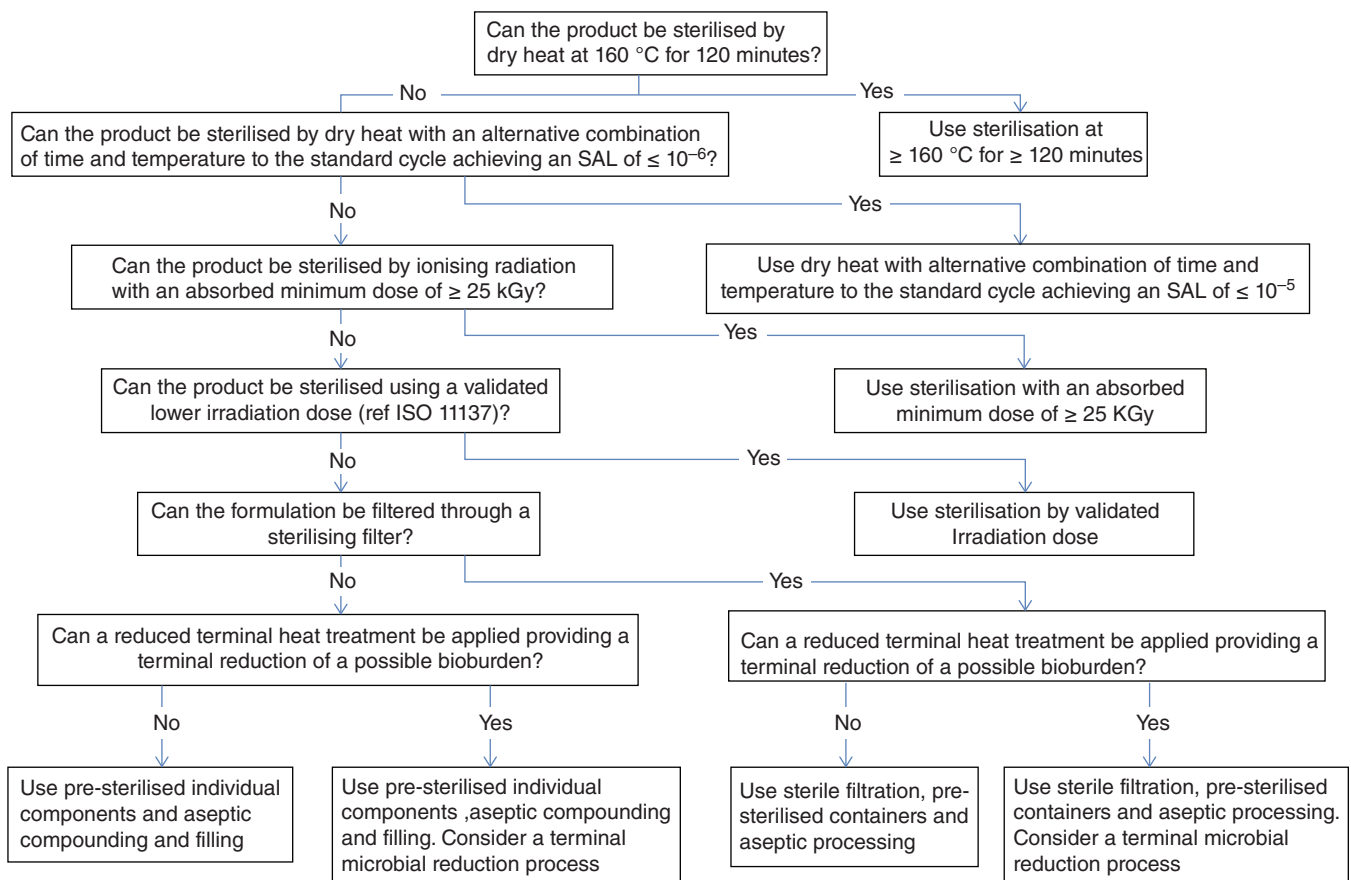 Can the product be sterilised by
dry heat at 160 °C for 120 minutes?
No
Yes
Can the product be sterilised by dry heat with an alternative combination
of time and temperature to the standard cycle achieving an SAL of ≤ 10⁻⁶?
Use sterilisation at
≥ 160 °C for ≥ 120 minutes
No
Yes
Can the product be sterilised by ionising radiation
with an absorbed minimum dose of ≥ 25 kGy?
Use dry heat with alternative combination of time and
temperature to the standard cycle achieving an SAL of ≤ 10⁻⁵
No
Yes
Can the product be sterilised using a validated
lower irradiation dose (ref ISO 11137)?
Use sterilisation with an absorbed
minimum dose of ≥ 25 KGy
No
Yes
Can the formulation be filtered through a
sterilising filter?
Use sterilisation by validated
Irradiation dose
No
Yes
Can a reduced terminal heat treatment be applied providing a
terminal reduction of a possible bioburden?
Can a reduced terminal heat treatment be applied providing a
terminal reduction of a possible bioburden?
No
Yes
No
Yes
Use pre-sterilised individual
components and aseptic
compounding and filling
Use pre-sterilised individual
components ,aseptic compounding
and filling. Consider a terminal
microbial reduction process
Use sterile filtration, pre-
sterilised containers and
aseptic processing
Use sterile filtration, pre-sterilised
containers and aseptic processing.
Consider a terminal microbial
reduction process